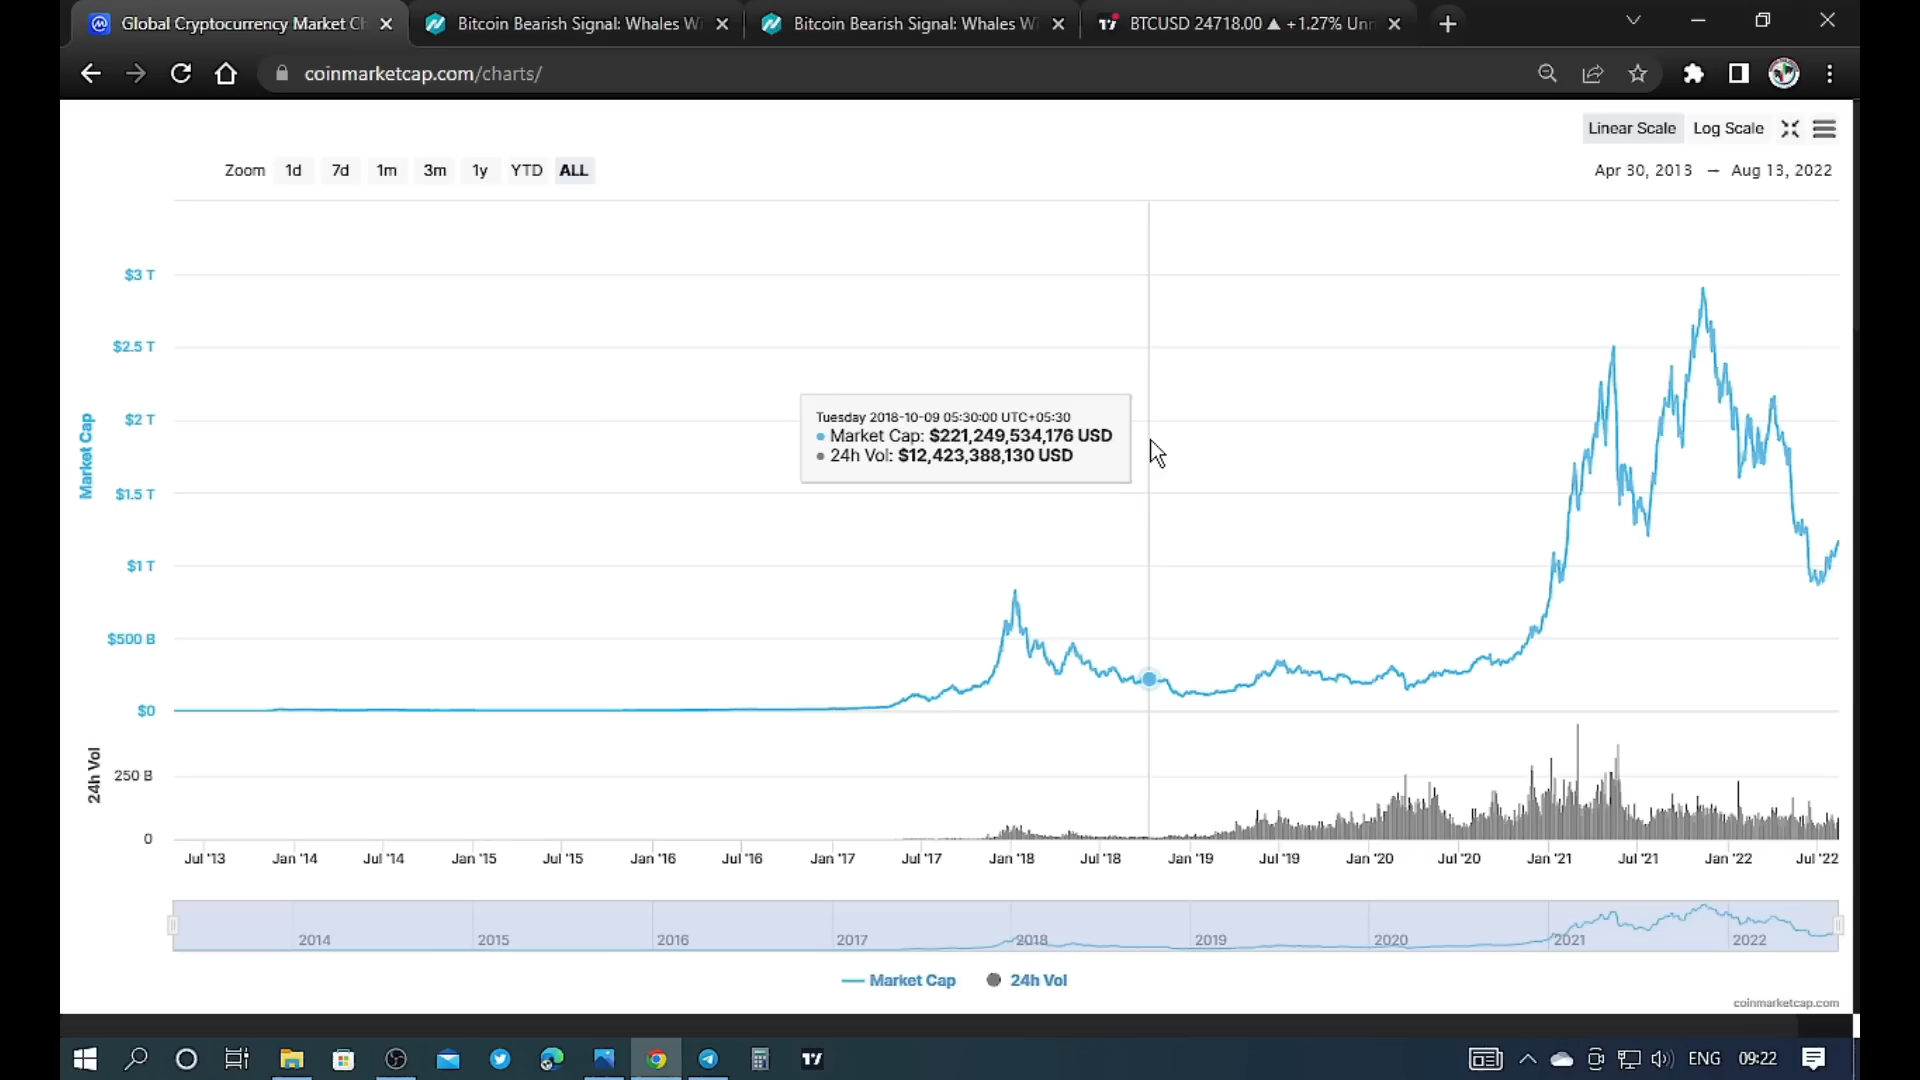 Global Cryptocurrency Market Ch
Bitcoin Bearish Signal: Whales Wi
Bitcoin Bearish Signal: Whales Wi
BTCUSD 24718.00 ▲ +1.27% Unn
coinmarketcap.com/charts/
Linear Scale Log Scale
Zoom 1d 7d 1m 3m 1y YTD ALL
Apr 30, 2013 → Aug 13, 2022
$3 T
$2.5 T
$2 T
$1.5 T
$1 T
$500 B
$0
Market Cap
Tuesday 2018-10-09 05:30:00 UTC+05:30
Market Cap: $221,249,534,176 USD
24h Vol: $12,423,388,130 USD
24h Vol
250 B
0
Jul '13 Jan '14 Jul '14 Jan '15 Jul '15 Jan '16 Jul '16 Jan '17 Jul '17 Jan '18 Jul '18 Jan '19 Jul '19 Jan '20 Jul '20 Jan '21 Jul '21 Jan '22 Jul '22
2014 2015 2016 2017 2018 2019 2020 2021 2022
Market Cap 24h Vol
coinmarketcap.com
ENG 09:22